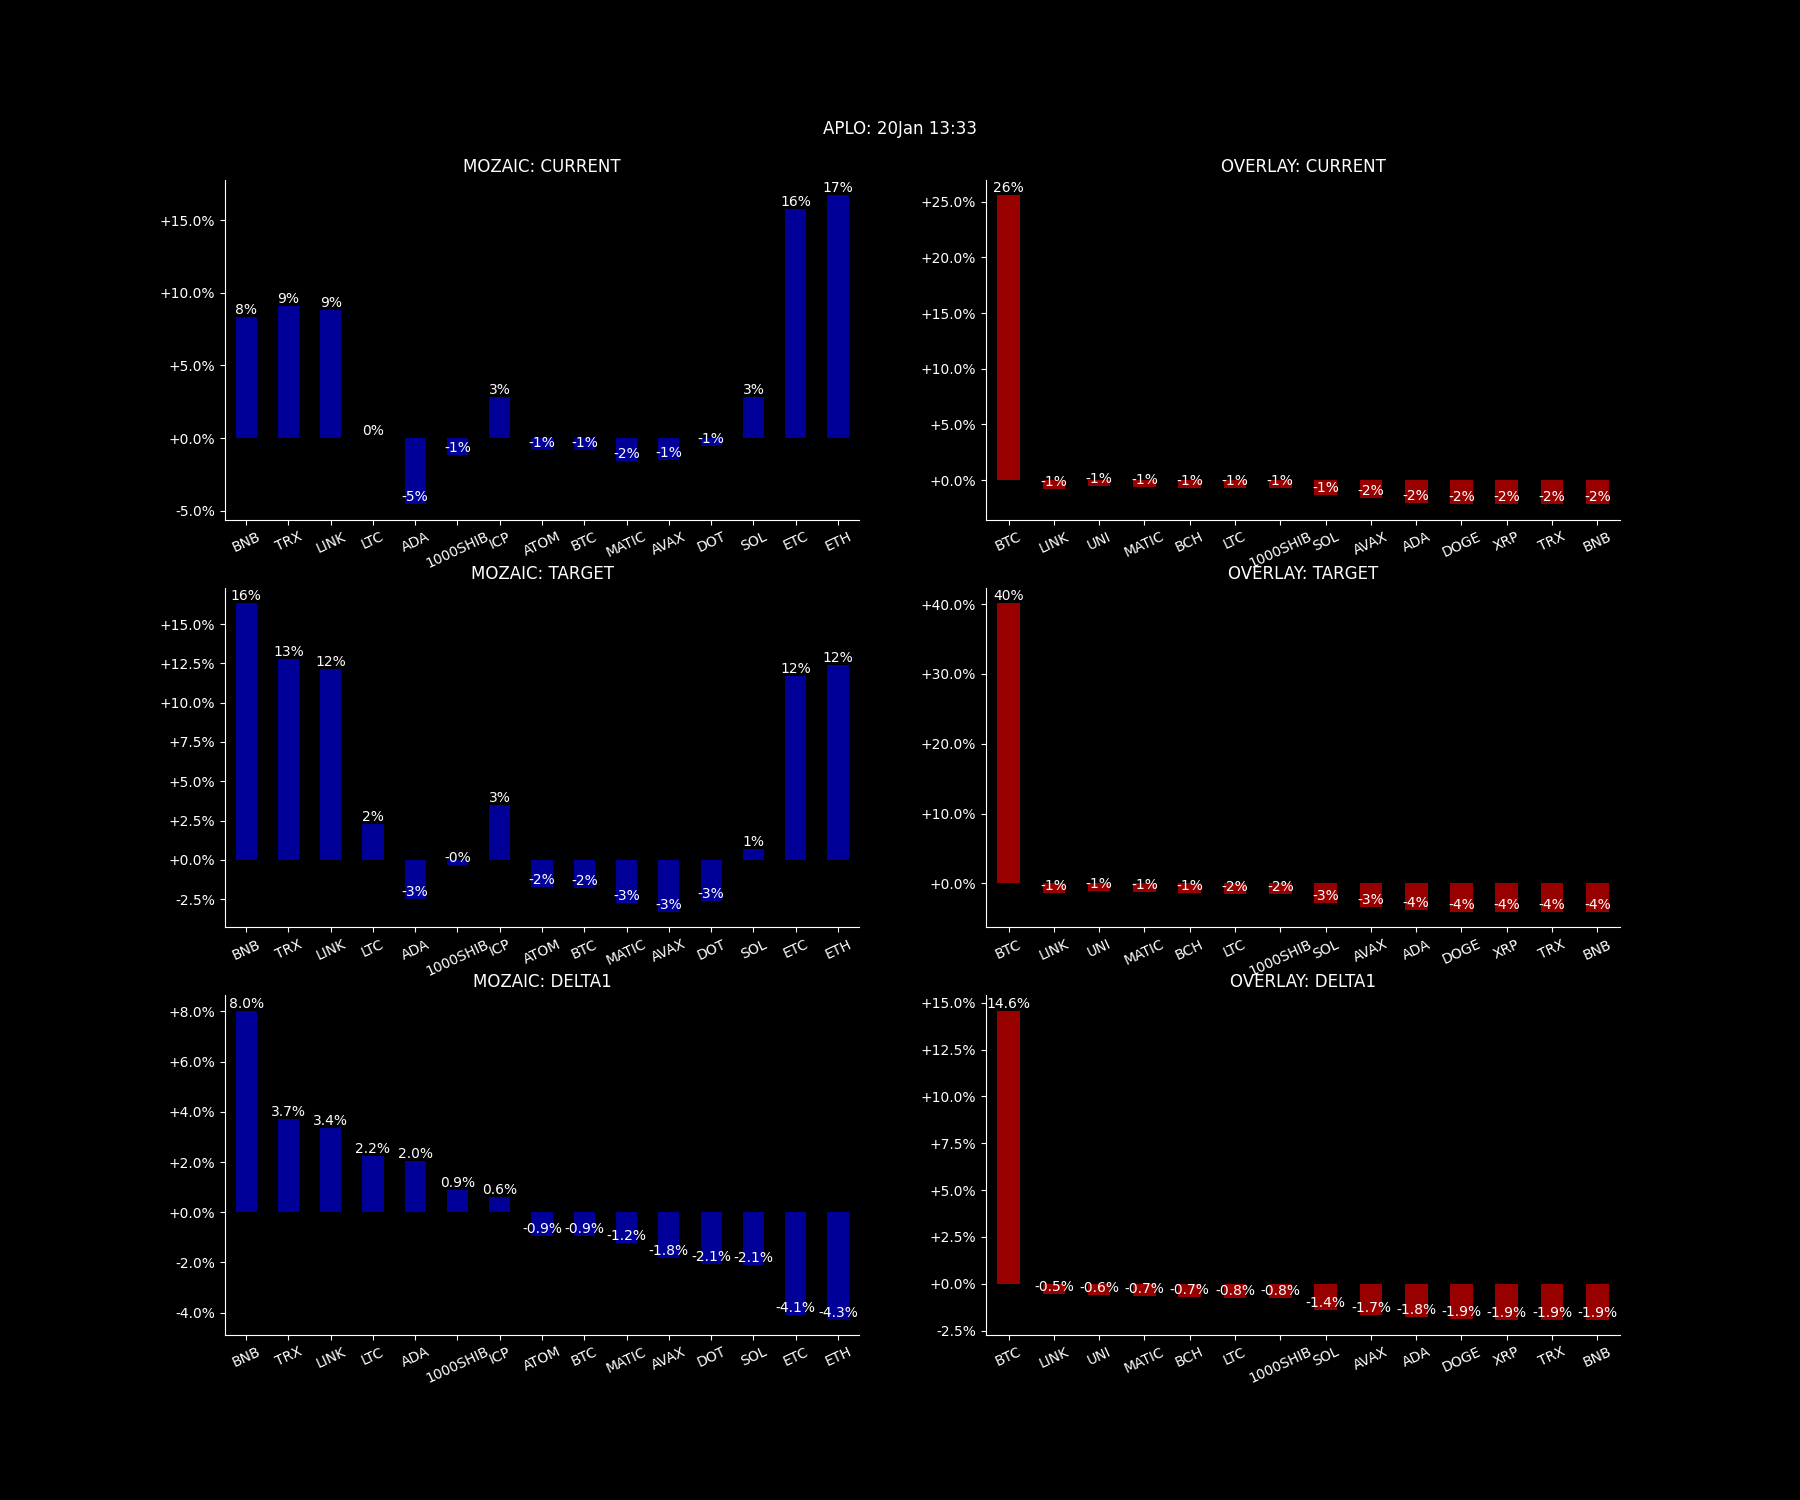 APLO: 20Jan 13:33
MOZAIC: CURRENT
+15.0%
+10.0%
+5.0%
+0.0%
-5.0%
8% 9% 9% 0% -5% -1% 3% -1% -1% -2% -1% -1% 3% 16% 17%
BNB TRX LINK LTC ADA 1000SHIB ICP ATOM BTC MATIC AVAX DOT SOL ETC ETH
OVERLAY: CURRENT
+25.0%
+20.0%
+15.0%
+10.0%
+5.0%
+0.0%
26% -1% -1% -1% -1% -1% -1% -1% -2% -2% -2% -2% -2% -2%
BTC LINK UNI MATIC BCH LTC 1000SHIB SOL AVAX ADA DOGE XRP TRX BNB
MOZAIC: TARGET
+15.0%
+12.5%
+10.0%
+7.5%
+5.0%
+2.5%
+0.0%
-2.5%
16% 13% 12% 2% -3% -0% 3% -2% -2% -3% -3% -3% 1% 12% 12%
BNB TRX LINK LTC ADA 1000SHIB ICP ATOM BTC MATIC AVAX DOT SOL ETC ETH
OVERLAY: TARGET
+40.0%
+30.0%
+20.0%
+10.0%
+0.0%
40% -1% -1% -1% -1% -2% -2% -3% -3% -4% -4% -4% -4% -4%
BTC LINK UNI MATIC BCH LTC 1000SHIB SOL AVAX ADA DOGE XRP TRX BNB
MOZAIC: DELTA1
+8.0%
+6.0%
+4.0%
+2.0%
+0.0%
-2.0%
-4.0%
8.0% 3.7% 3.4% 2.2% 2.0% 0.9% 0.6% -0.9% -0.9% -1.2% -1.8% -2.1% -2.1% -4.1% -4.3%
BNB TRX LINK LTC ADA 1000SHIB ICP ATOM BTC MATIC AVAX DOT SOL ETC ETH
OVERLAY: DELTA1
+15.0%
+12.5%
+10.0%
+7.5%
+5.0%
+2.5%
+0.0%
-2.5%
14.6% -0.5% -0.6% -0.7% -0.7% -0.8% -0.8% -1.4% -1.7% -1.8% -1.9% -1.9% -1.9% -1.9%
BTC LINK UNI MATIC BCH LTC 1000SHIB SOL AVAX ADA DOGE XRP TRX BNB